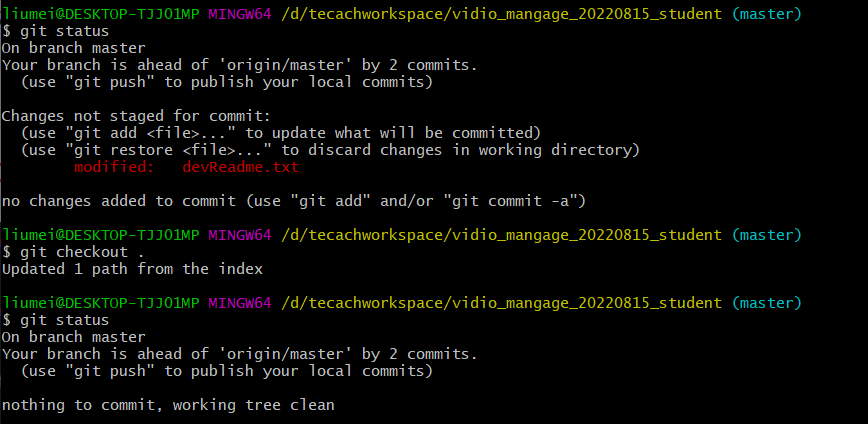 liumei@DESKTOP-TJJ01MP MINGW64 /d/tecachworkspace/vidio_mangage_20220815_student (master)
$ git status
On branch master
Your branch is ahead of 'origin/master' by 2 commits.
  (use "git push" to publish your local commits)
Changes not staged for commit:
  (use "git add <file>..." to update what will be committed)
  (use "git restore <file>..." to discard changes in working directory)
        modified:   devReadme.txt
no changes added to commit (use "git add" and/or "git commit -a")
liumei@DESKTOP-TJJ01MP MINGW64 /d/tecachworkspace/vidio_mangage_20220815_student (master)
$ git checkout .
Updated 1 path from the index
liumei@DESKTOP-TJJ01MP MINGW64 /d/tecachworkspace/vidio_mangage_20220815_student (master)
$ git status
On branch master
Your branch is ahead of 'origin/master' by 2 commits.
  (use "git push" to publish your local commits)
nothing to commit, working tree clean